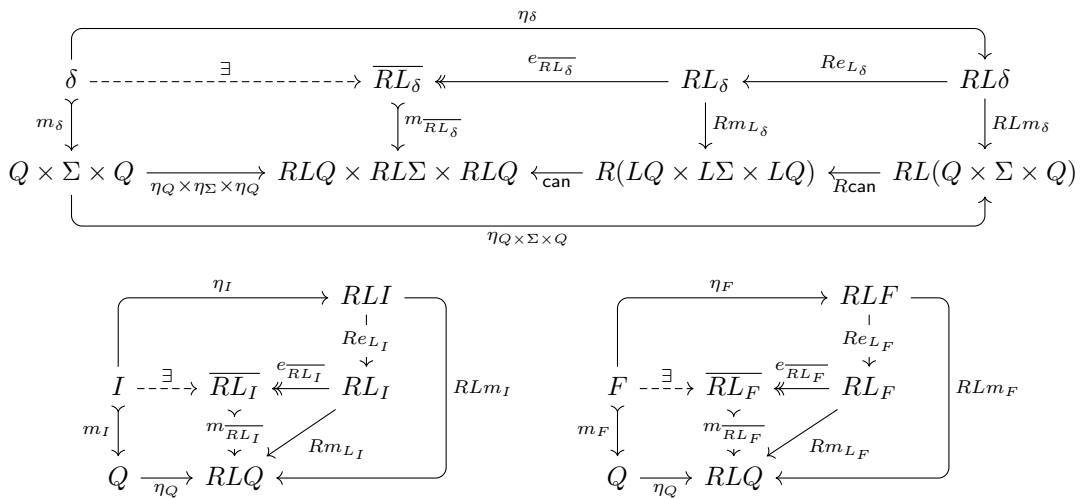 η_δ
δ ∃ \overline{RL_δ} e_{\overline{RL_δ}} RL_δ Re_{L_δ} RLδ
m_δ m_{\overline{RL_δ}} Rm_{L_δ} RLm_δ
Q × Σ × Q η_Q×η_Σ×η_Q RLQ × RLΣ × RLQ can R(LQ × LΣ × LQ) Rcan RL(Q × Σ × Q)
η_{Q×Σ×Q}
η_I RLI η_F RLF
Re_{L_I} Re_{L_F}
I ∃ \overline{RL_I} e_{\overline{RL_I}} RL_I RLm_I F ∃ \overline{RL_F} e_{\overline{RL_F}} RL_F RLm_F
m_I m_{\overline{RL_I}} Rm_{L_I} m_F m_{\overline{RL_F}} Rm_{L_F}
Q η_Q RLQ Q η_Q RLQ